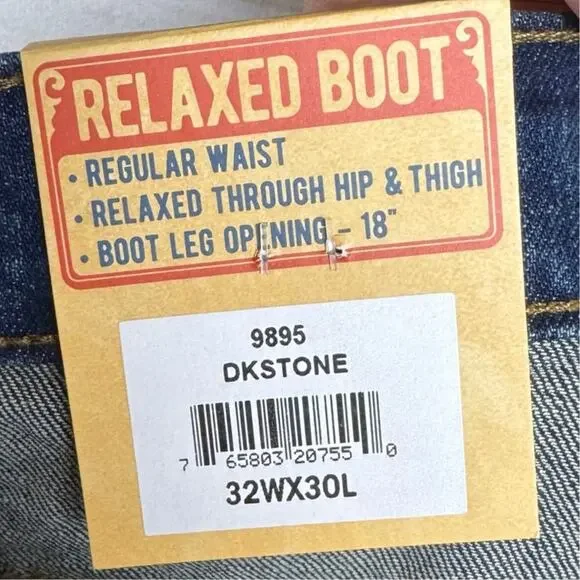 RELAXED BOOT
• REGULAR WAIST
• RELAXED THROUGH HIP & THIGH
• BOOT LEG OPENING – 18"
9895
DKSTONE
7 65803 20755 0
32WX30L